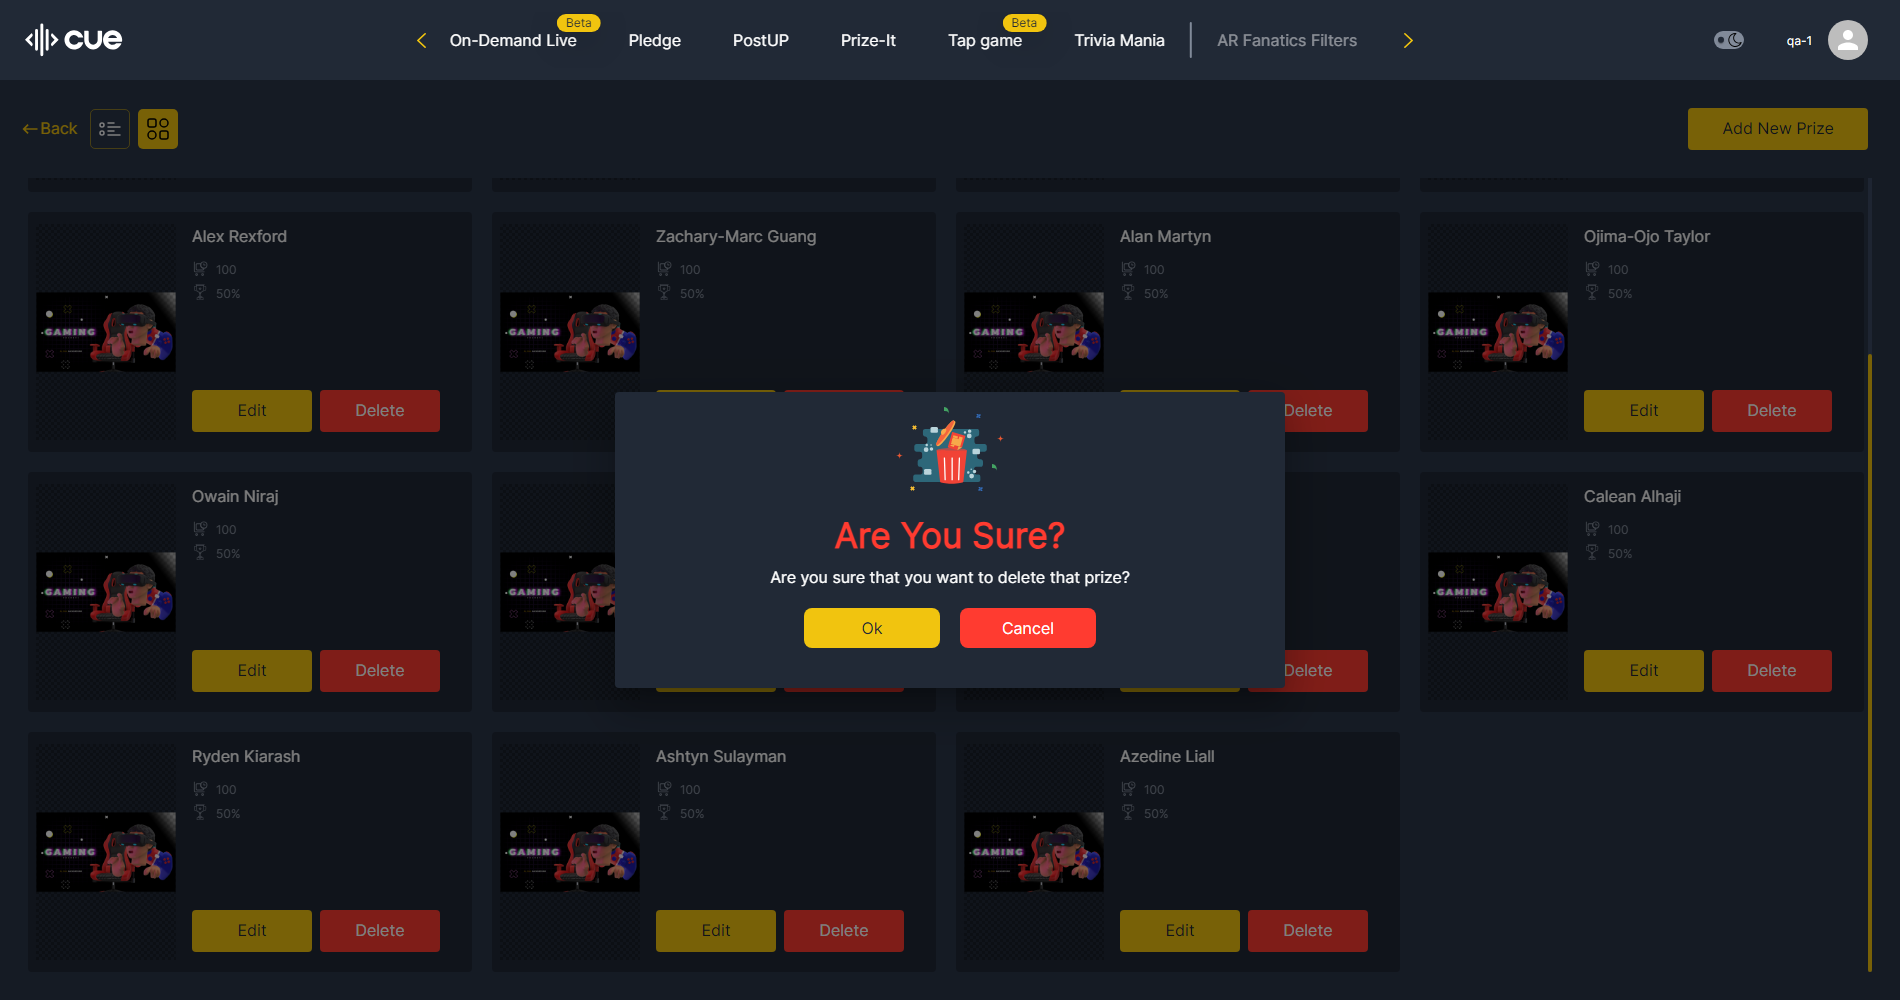 cue
On-Demand Live
Beta
Pledge
PostUP
Prize-It
Tap game
Beta
Trivia Mania
AR Fanatics Filters
qa-1
Back
Add New Prize
Alex Rexford
100
50%
GAMING
Edit
Delete
Zachary-Marc Guang
100
50%
GAMING
Alan Martyn
100
50%
GAMING
Delete
Ojima-Ojo Taylor
100
50%
GAMING
Edit
Delete
Owain Niraj
100
50%
GAMING
Edit
Delete
GAMING
Are You Sure?
Are you sure that you want to delete that prize?
Ok
Cancel
Delete
Calean Alhaji
100
50%
GAMING
Edit
Delete
Ryden Kiarash
100
50%
GAMING
Edit
Delete
Ashtyn Sulayman
100
50%
GAMING
Edit
Delete
Azedine Liall
100
50%
GAMING
Edit
Delete